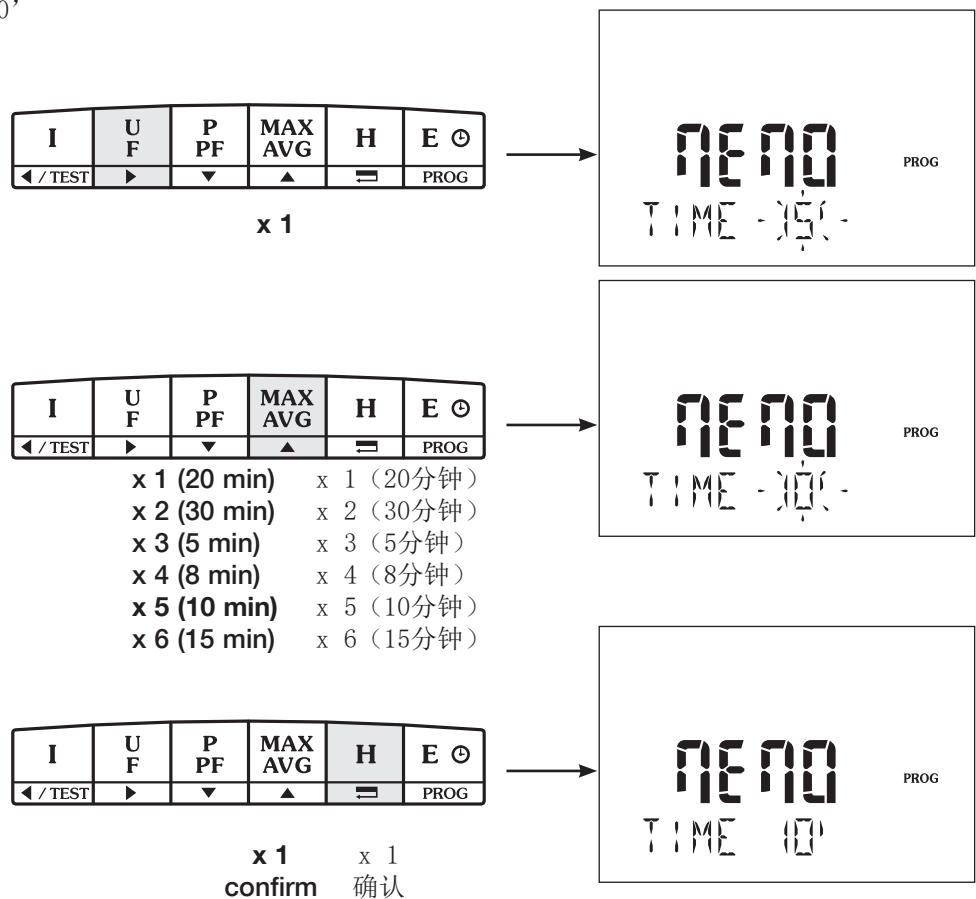 0’
I U P MAX H E
F PF AVG
◀ / TEST ▶ ▼ ▲ PROG
x 1
MEMO PROG
TIME 15'
I U P MAX H E
F PF AVG
◀ / TEST ▶ ▼ ▲ PROG
MEMO PROG
TIME 10'
x 1 (20 min) x 1（20分钟）
x 2 (30 min) x 2（30分钟）
x 3 (5 min) x 3（5分钟）
x 4 (8 min) x 4（8分钟）
x 5 (10 min) x 5（10分钟）
x 6 (15 min) x 6（15分钟）
I U P MAX H E
F PF AVG
◀ / TEST ▶ ▼ ▲ PROG
MEMO PROG
TIME 10'
x 1 x 1
confirm 确认